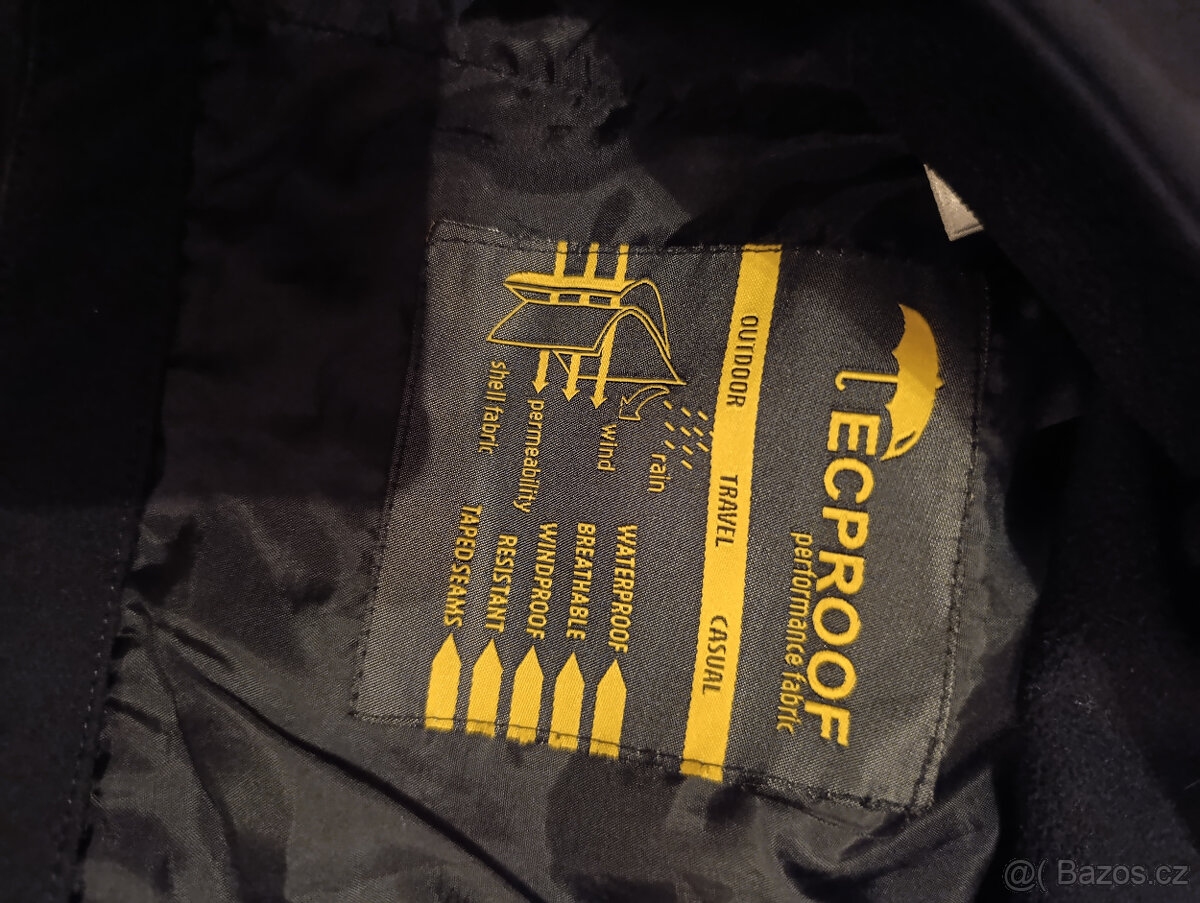 TECPROOF
performance fabric
OUTDOOR TRAVEL CASUAL
rain
wind
permeability
shell fabric
WATERPROOF
BREATHABLE
WINDPROOF
RESISTANT
TAPED SEAMS
@( Bazos.cz